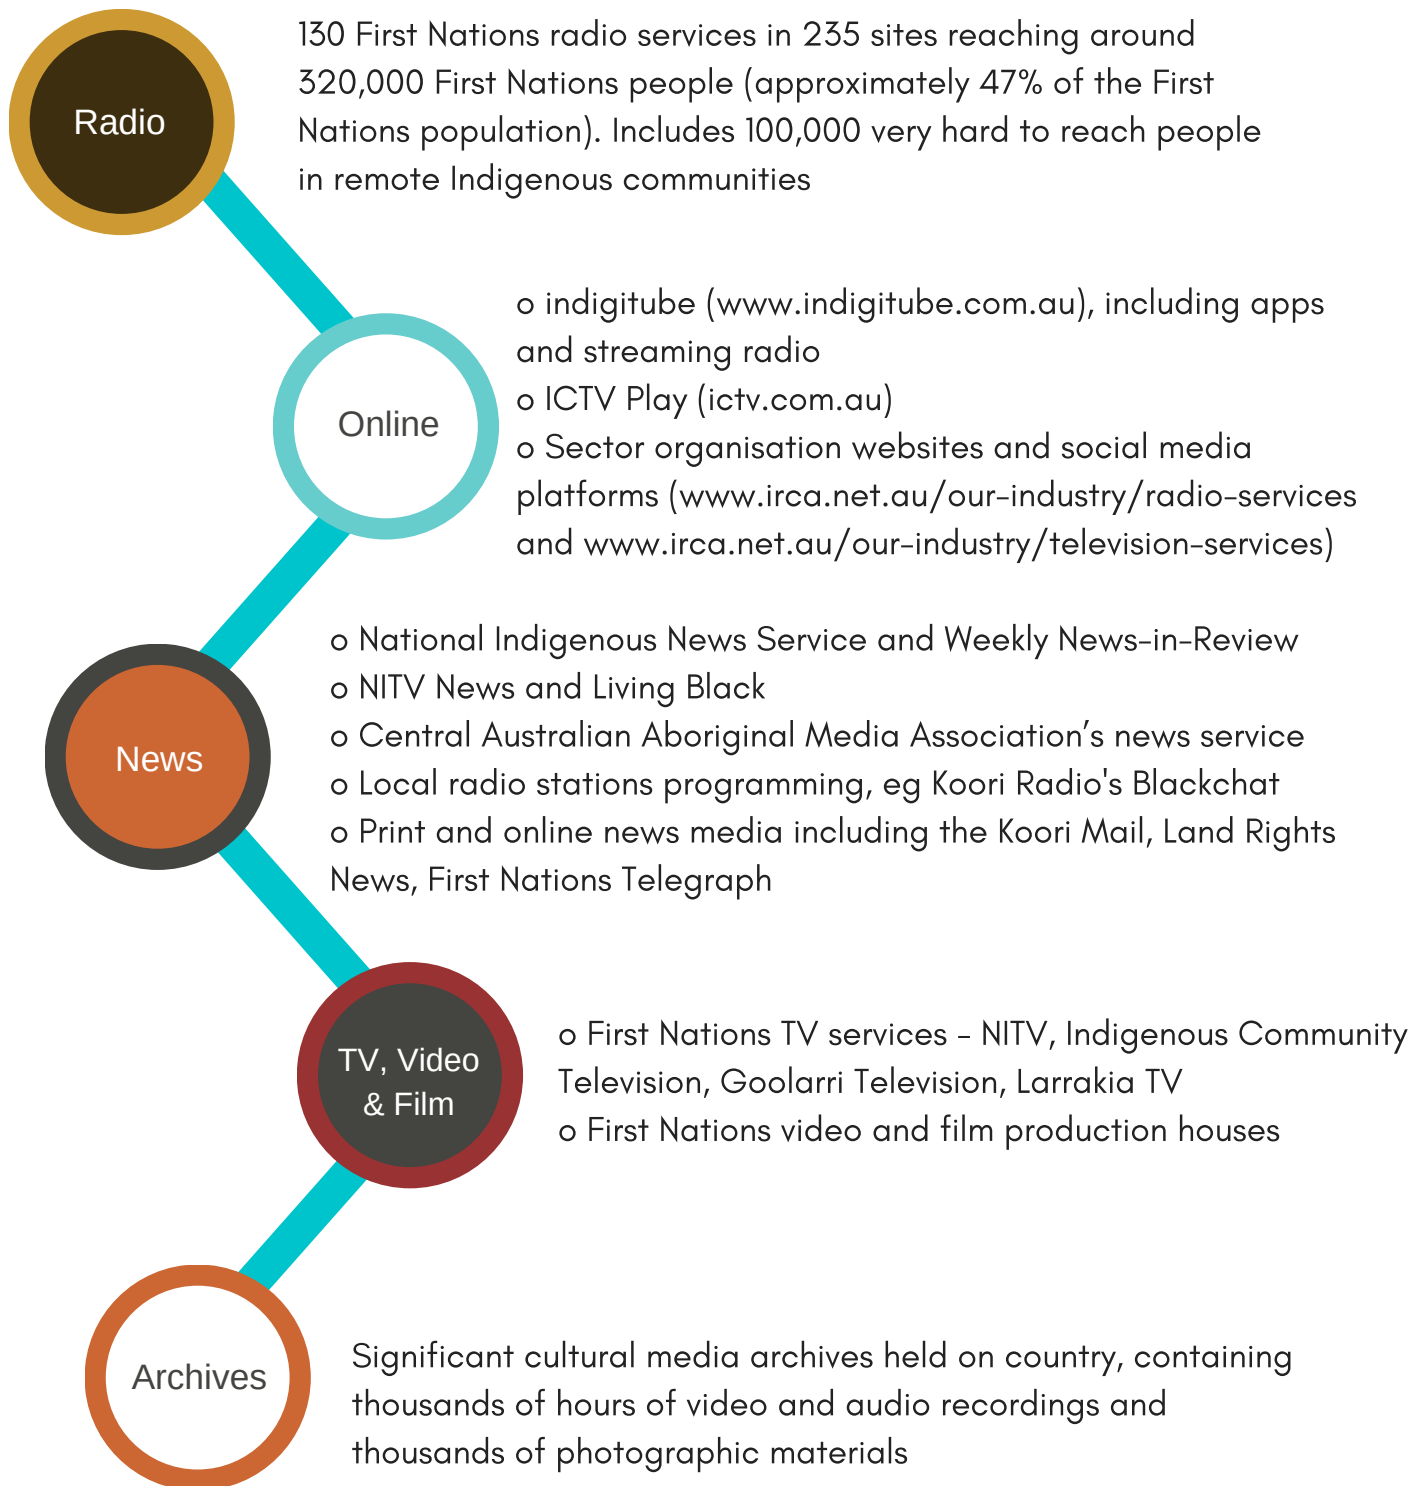 Radio
130 First Nations radio services in 235 sites reaching around
320,000 First Nations people (approximately 47% of the First
Nations population). Includes 100,000 very hard to reach people
in remote Indigenous communities
Online
o indigitube (www.indigitube.com.au), including apps
and streaming radio
o ICTV Play (ictv.com.au)
o Sector organisation websites and social media
platforms (www.irca.net.au/our-industry/radio-services
and www.irca.net.au/our-industry/television-services)
News
o National Indigenous News Service and Weekly News-in-Review
o NITV News and Living Black
o Central Australian Aboriginal Media Association’s news service
o Local radio stations programming, eg Koori Radio's Blackchat
o Print and online news media including the Koori Mail, Land Rights
News, First Nations Telegraph
TV, Video
& Film
o First Nations TV services - NITV, Indigenous Community
Television, Goolarri Television, Larrakia TV
o First Nations video and film production houses
Archives
Significant cultural media archives held on country, containing
thousands of hours of video and audio recordings and
thousands of photographic materials